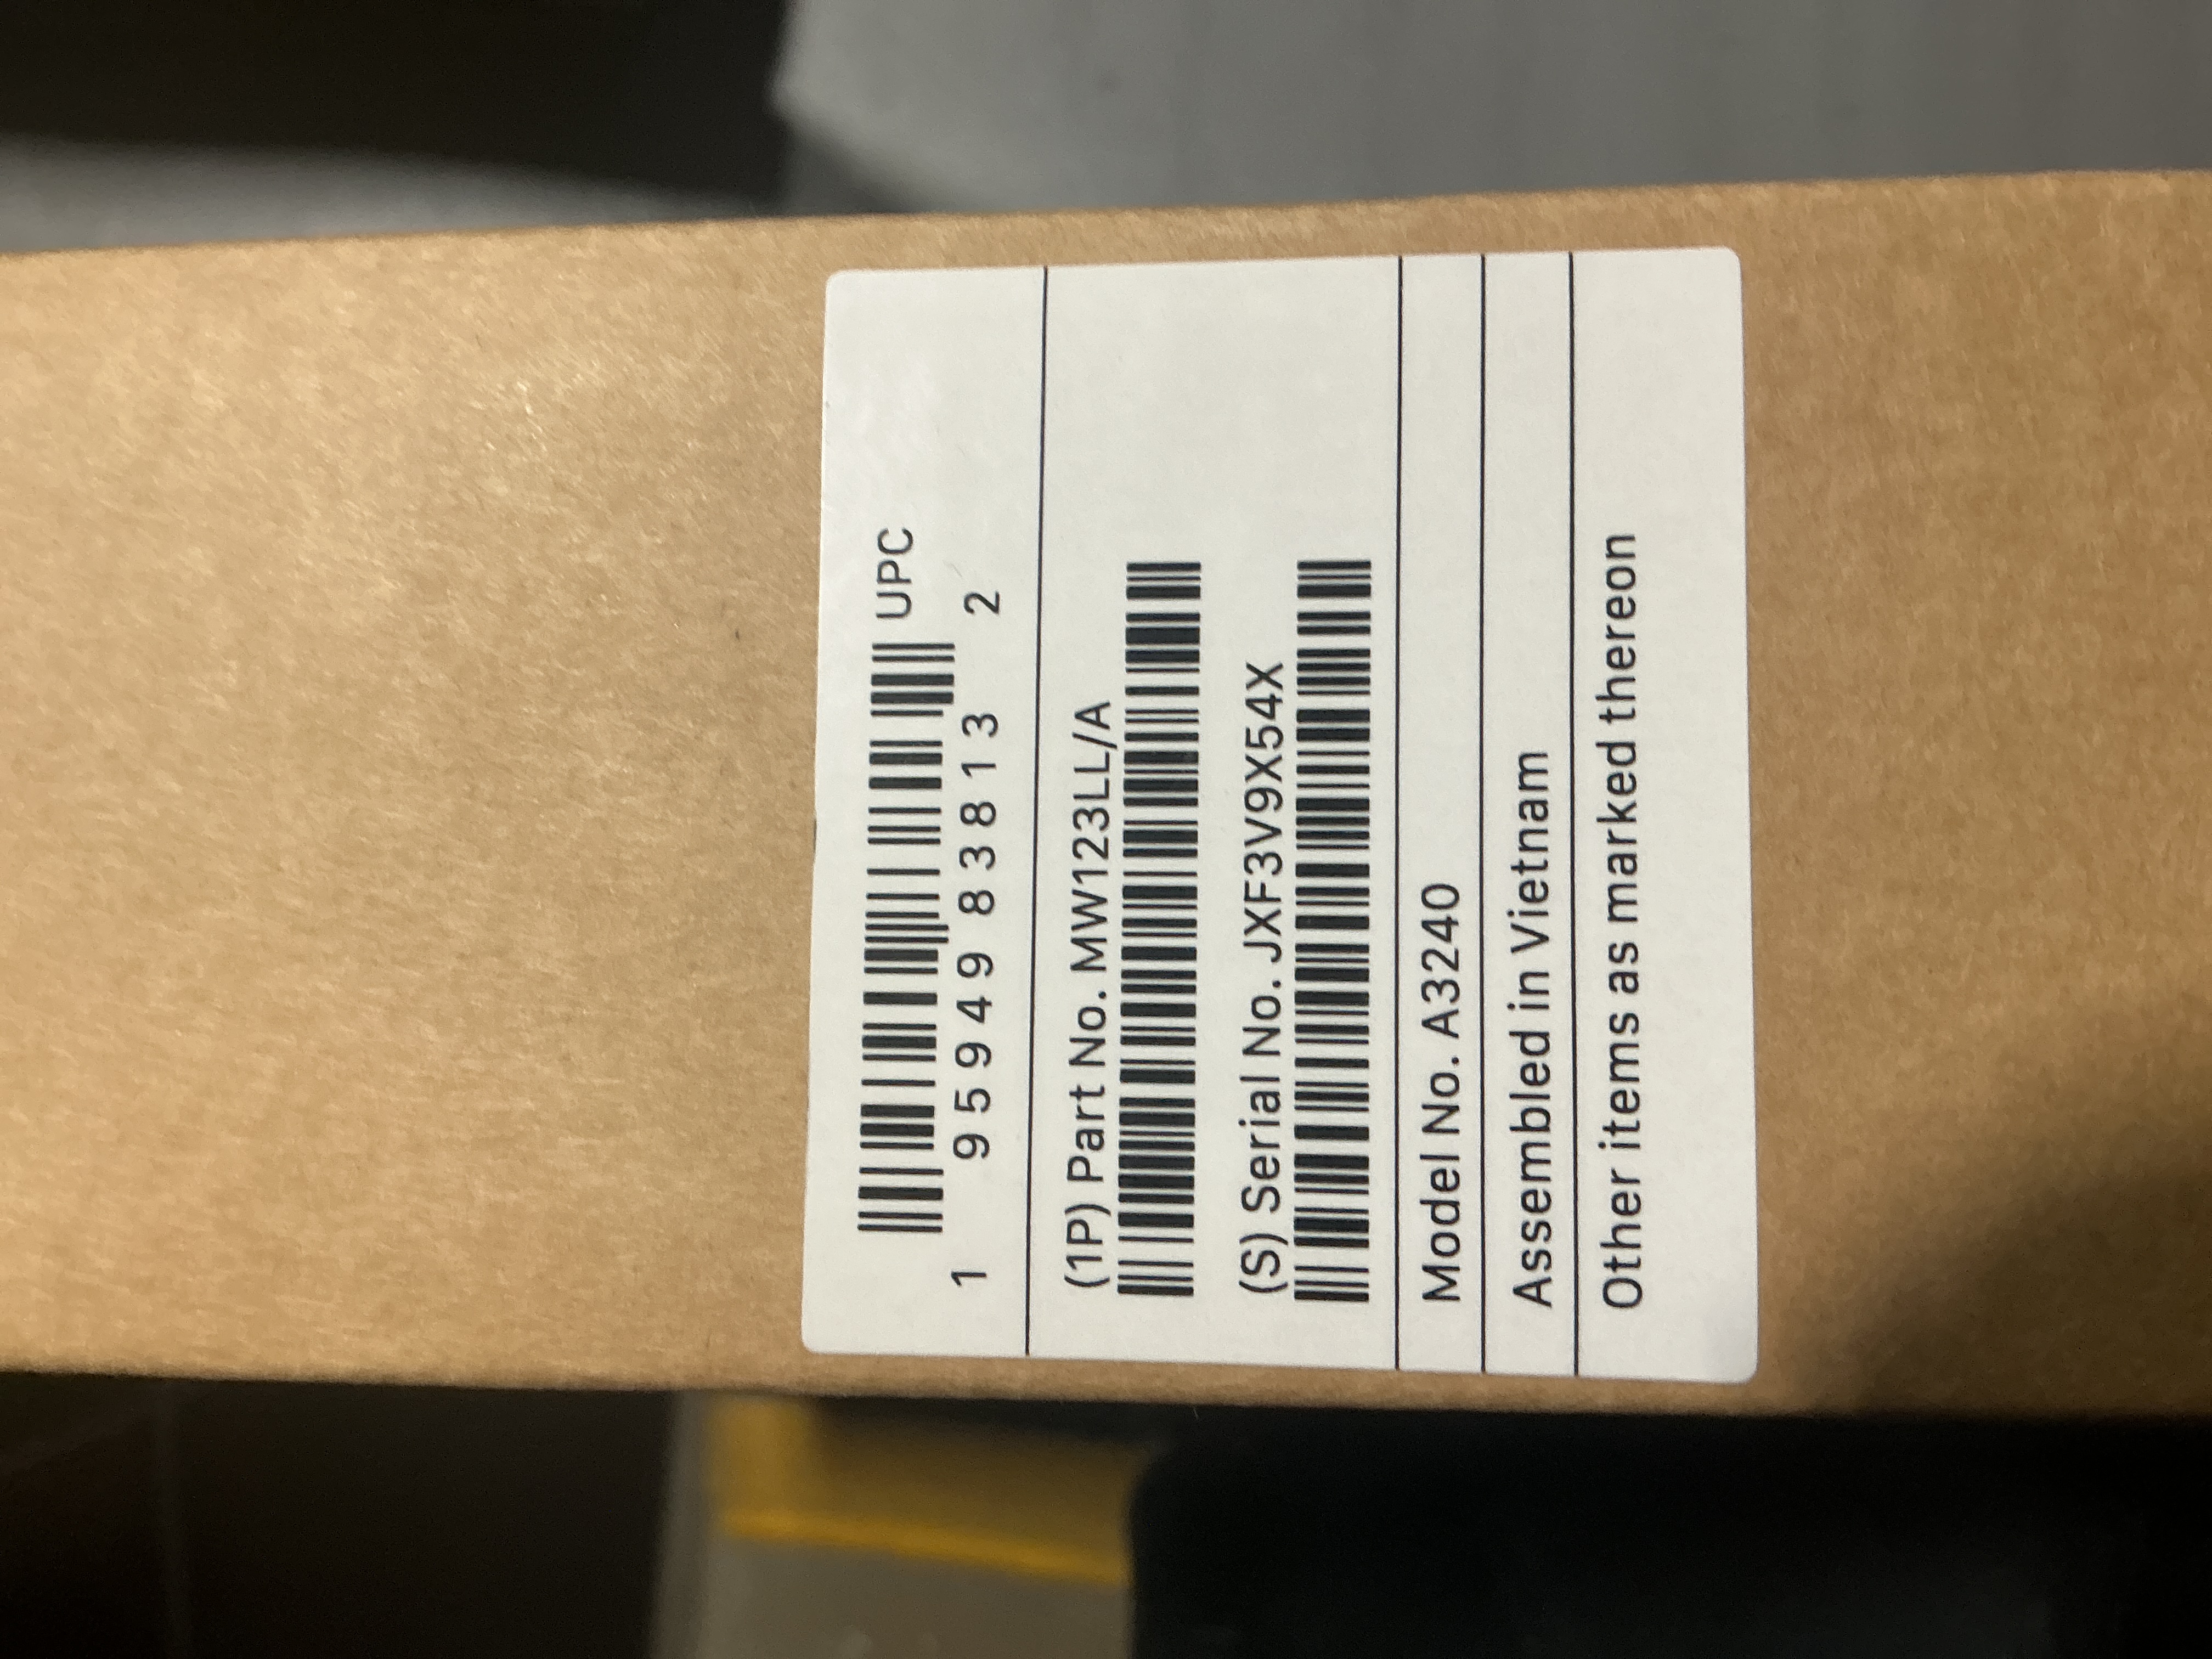 UPC
1 95949 83813 2
(1P) Part No. MW123LL/A
(S) Serial No. JXF3V9X54X
Model No. A3240
Assembled in Vietnam
Other items as marked thereon